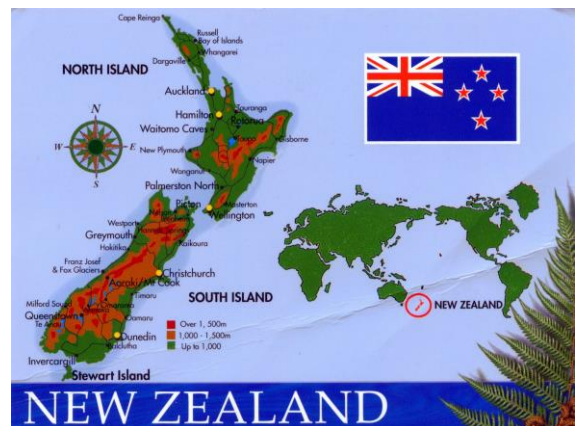 Cape Reinga
Russell
Bay of Islands
Whangarei
Dargaville
NORTH ISLAND
Auckland
Hamilton
Tauranga
Rotorua
Waitomo Caves
Taupo
Gisborne
New Plymouth
Napier
Wanganui
Palmerston North
Masterton
Picton
Wellington
N
W
E
S
Westport
Greymouth
Hokitika
Kaikoura
Franz Josef
& Fox Glaciers
Christchurch
Aoraki/Mt Cook
SOUTH ISLAND
Timaru
Milford Sound
Omarama
Queenstown
Te Anau
Oamaru
Dunedin
Balclutha
Invercargill
Stewart Island
Over 1, 500m
1,000 - 1,500m
Up to 1,000
NEW ZEALAND
NEW ZEALAND